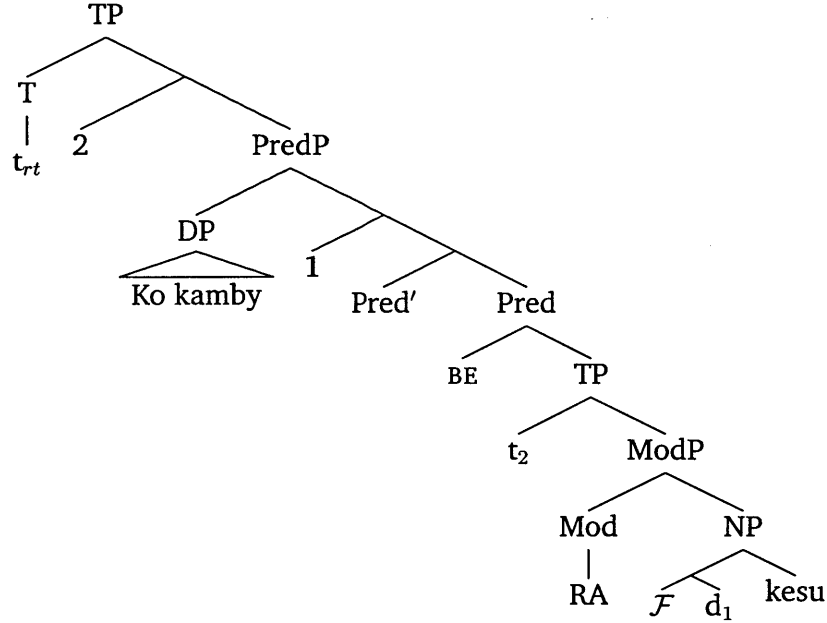 TP
T
t_rt
2
PredP
DP
Ko kamby
1
Pred′
Pred
BE
TP
t₂
ModP
Mod
NP
RA
ℱ
d₁
kesu